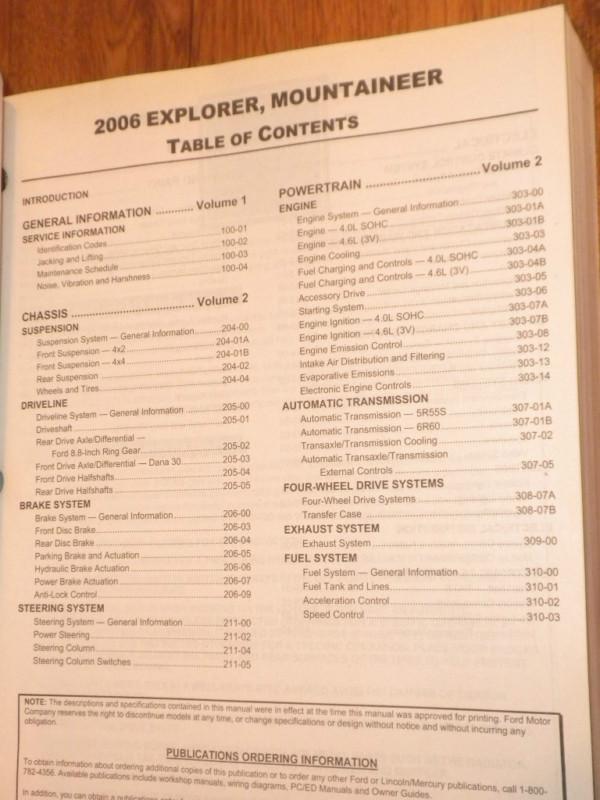 2006 EXPLORER, MOUNTAINEER
TABLE OF CONTENTS
INTRODUCTION
GENERAL INFORMATION ............ Volume 1
SERVICE INFORMATION
Identification Codes 100-01
Jacking and Lifting 100-02
Maintenance Schedule 100-03
Noise, Vibration and Harshness 100-04
CHASSIS .................................... Volume 2
SUSPENSION
Suspension System — General Information 204-00
Front Suspension — 4x2 204-01A
Front Suspension — 4x4 204-01B
Rear Suspension 204-02
Wheels and Tires 204-04
DRIVELINE
Driveline System — General Information 205-00
Driveshaft 205-01
Rear Drive Axle/Differential —
Ford 8.8-Inch Ring Gear 205-02
Front Drive Axle/Differential — Dana 30 205-03
Front Drive Halfshafts 205-04
Rear Drive Halfshafts 205-05
BRAKE SYSTEM
Brake System — General Information 206-00
Front Disc Brake 206-03
Rear Disc Brake 206-04
Parking Brake and Actuation 206-05
Hydraulic Brake Actuation 206-06
Power Brake Actuation 206-07
Anti-Lock Control 206-09
STEERING SYSTEM
Steering System — General Information 211-00
Power Steering 211-02
Steering Column 211-04
Steering Column Switches 211-05
POWERTRAIN .................................. Volume 2
ENGINE
Engine System — General Information 303-00
Engine — 4.0L SOHC 303-01A
Engine — 4.6L (3V) 303-01B
Engine Cooling 303-03
Fuel Charging and Controls — 4.0L SOHC 303-04A
Fuel Charging and Controls — 4.6L (3V) 303-04B
Accessory Drive 303-05
Starting System 303-06
Engine Ignition — 4.0L SOHC 303-07A
Engine Ignition — 4.6L (3V) 303-07B
Engine Emission Control 303-08
Intake Air Distribution and Filtering 303-12
Evaporative Emissions 303-13
Electronic Engine Controls 303-14
AUTOMATIC TRANSMISSION
Automatic Transmission — 5R55S 307-01A
Automatic Transmission — 6R60 307-01B
Transaxle/Transmission Cooling 307-02
Automatic Transaxle/Transmission
External Controls 307-05
FOUR-WHEEL DRIVE SYSTEMS
Four-Wheel Drive Systems 308-07A
Transfer Case 308-07B
EXHAUST SYSTEM
Exhaust System 309-00
FUEL SYSTEM
Fuel System — General Information 310-00
Fuel Tank and Lines 310-01
Acceleration Control 310-02
Speed Control 310-03
NOTE: The descriptions and specifications contained in this manual were in effect at the time this manual was approved for printing. Ford Motor
Company reserves the right to discontinue models at any time, or change specifications or design without notice and without incurring any
obligation.
PUBLICATIONS ORDERING INFORMATION
To obtain information about ordering additional copies of this publication or to order any other Ford or Lincoln/Mercury publications, call 1-800-
782-4356. Available publications include workshop manuals, wiring diagrams, PC/ED Manuals and Owner Guides.
In addition, you can obtain a publications